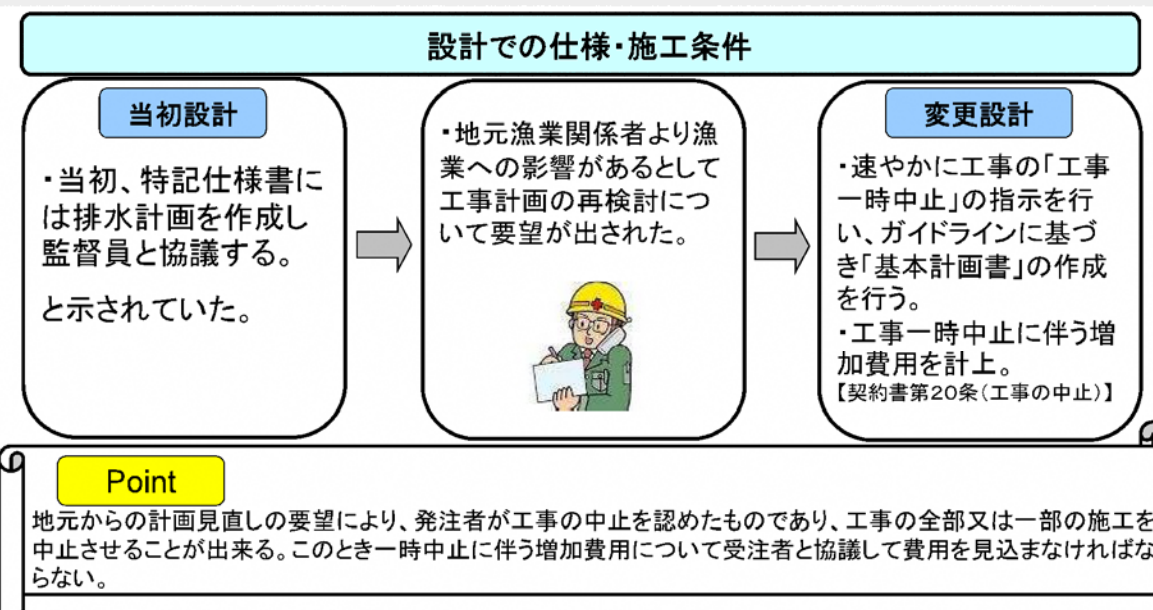 設計での仕様・施工条件
当初設計
・当初、特記仕様書に
は排水計画を作成し
監督員と協議する。
と示されていた。
・地元漁業関係者より漁
業への影響があるとして
工事計画の再検討につ
いて要望が出された。
変更設計
・速やかに工事の「工事
一時中止」の指示を行
い、ガイドラインに基づ
き「基本計画書」の作成
を行う。
・工事一時中止に伴う増
加費用を計上。
【契約書第20条（工事の中止）】
Point
地元からの計画見直しの要望により、発注者が工事の中止を認めたものであり、工事の全部又は一部の施工を
中止させることが出来る。このとき一時中止に伴う増加費用について受注者と協議して費用を見込まなければな
らない。